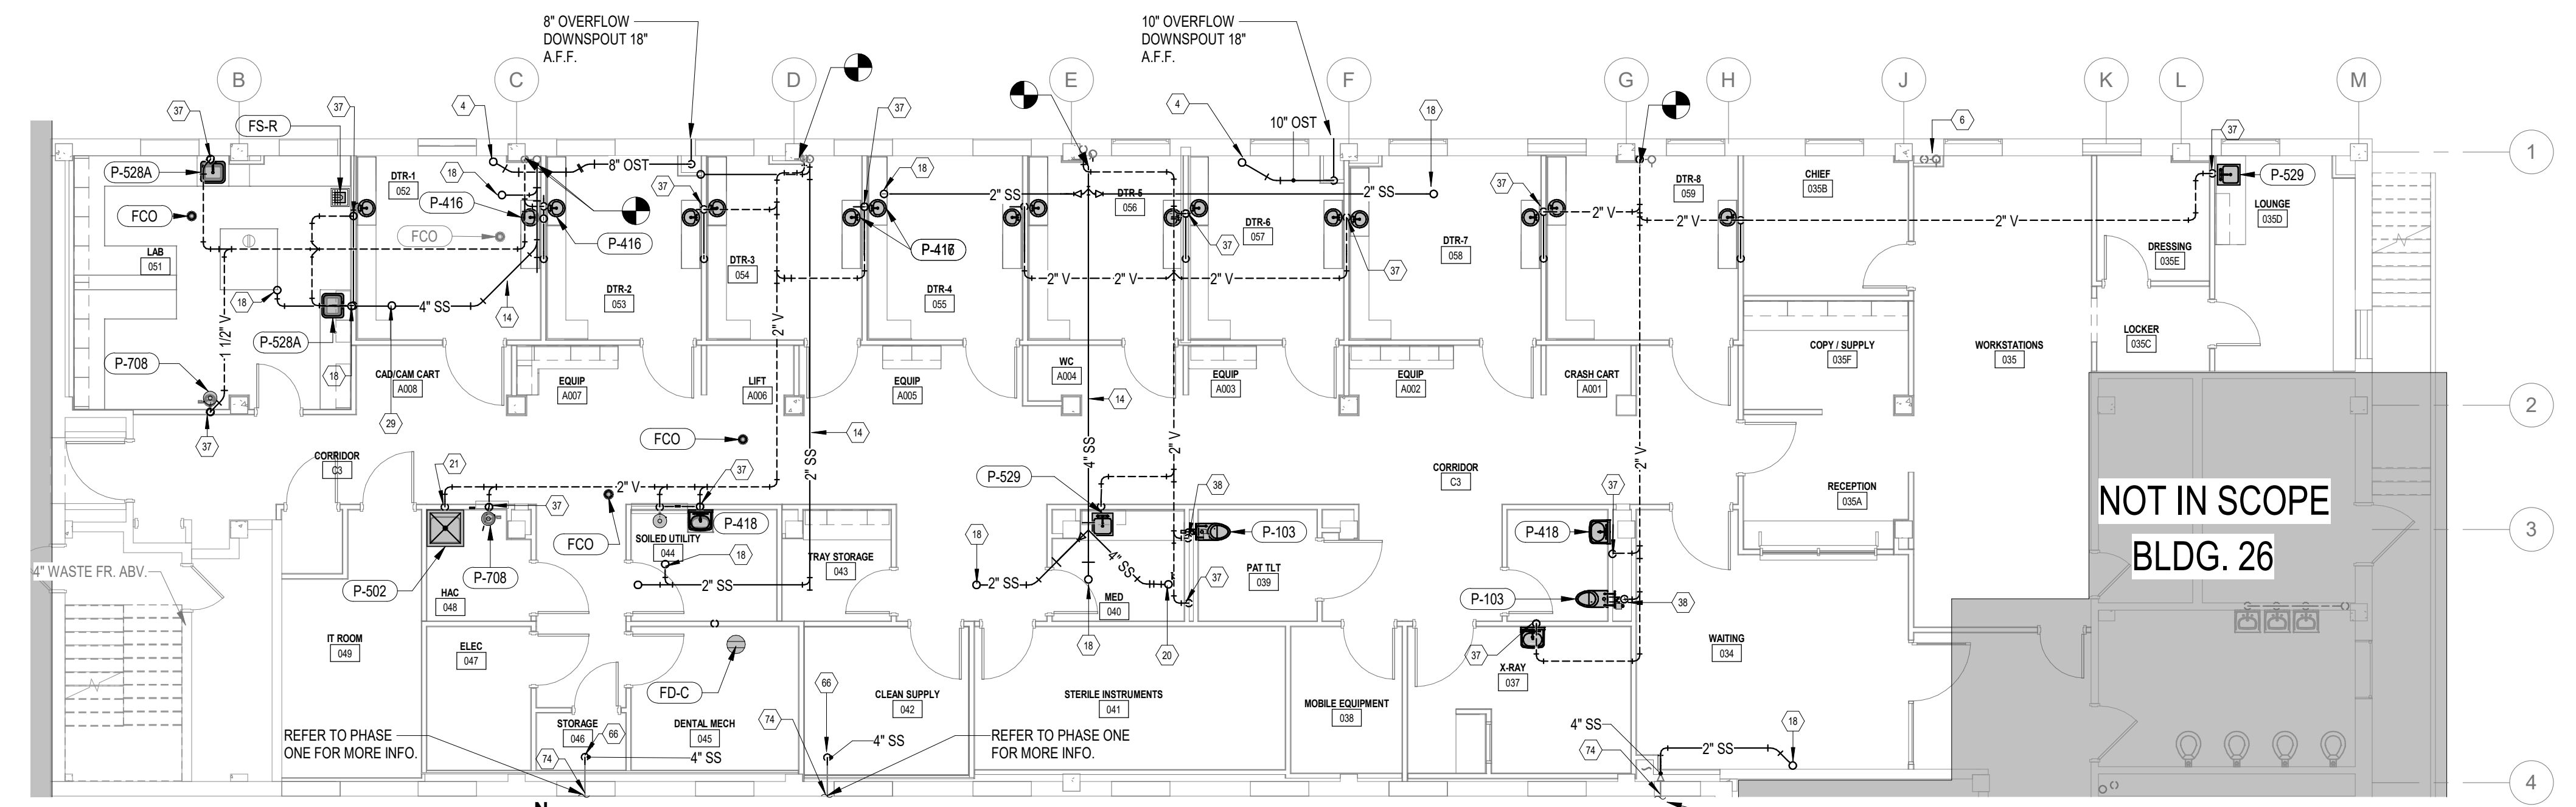 8" OVERFLOW
DOWNSPOUT 18"
A.F.F.
10" OVERFLOW
DOWNSPOUT 18"
A.F.F.
B
C
D
E
F
G
H
J
K
L
M
37
37
4
37
4
18
6
37
FS-R
10" OST
1
8" OST
P-528A
DTR-1
052
18
37
18
2" SS
DTR-5
056
2" SS
37
DTR-8
059
CHIEF
035B
P-529
LOUNGE
035D
P-416
FCO
FCO
P-416
P-416
37
DTR-6
057
2" V
2" V
2" V
LAB
051
DTR-3
054
DTR-7
058
DRESSING
035E
37
2" V
2" V
2" V
DTR-2
053
DTR-4
055
18
4" SS
14
1 1/2" V
2" V
P-528A
LOCKER
035C
COPY / SUPPLY
035F
WORKSTATIONS
035
P-708
18
CAD/CAM CART
A008
EQUIP
A007
LIFT
A006
EQUIP
A005
WC
A004
EQUIP
A003
EQUIP
A002
CRASH CART
A001
14
2
29
37
FCO
14
4" SS
2" V
2" V
CORRIDOR
C3
21
37
2" SS
P-529
CORRIDOR
C3
37
RECEPTION
035A
2" V
37
38
NOT IN SCOPE
BLDG. 26
P-418
P-103
P-418
3
FCO
SOILED UTILITY
044
18
TRAY STORAGE
043
18
4" SS
PAT TLT
039
4" WASTE FR. ABV.
P-502
P-708
2" SS
2" SS
37
P-103
38
HAC
048
MED
040
IT ROOM
049
ELEC
047
18
20
37
X-RAY
037
WAITING
034
FD-C
66
CLEAN SUPPLY
042
STERILE INSTRUMENTS
041
MOBILE EQUIPMENT
038
REFER TO PHASE
ONE FOR MORE INFO.
STORAGE
046
66
DENTAL MECH
045
74
4" SS
REFER TO PHASE ONE
FOR MORE INFO.
4" SS
18
74
4" SS
74
2" SS
4
N